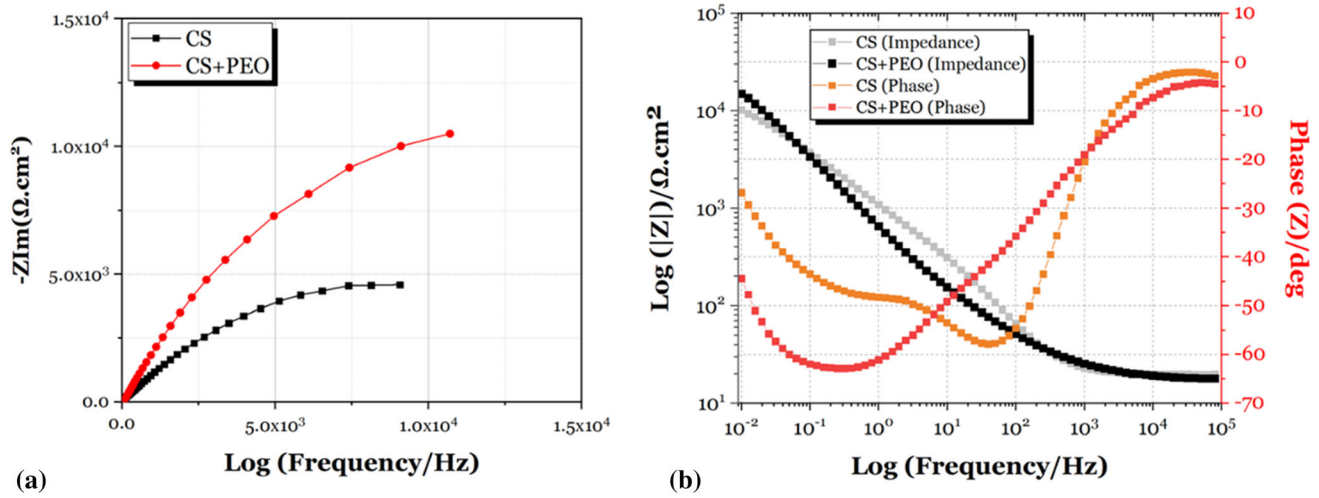 1.5x10⁴
CS
CS+PEO
1.0x10⁴
5.0x10³
0.0
-ZIm(Ω.cm²)
0.0 5.0x10³ 1.0x10⁴ 1.5x10⁴
Log (Frequency/Hz)
(a)
10⁵
10⁴
10³
10²
10¹
Log (|Z|)/Ω.cm²
CS (Impedance)
CS+PEO (Impedance)
CS (Phase)
CS+PEO (Phase)
10
0
-10
-20
-30
-40
-50
-60
-70
Phase (Z)/deg
10⁻² 10⁻¹ 10⁰ 10¹ 10² 10³ 10⁴ 10⁵
Log (Frequency/Hz)
(b)